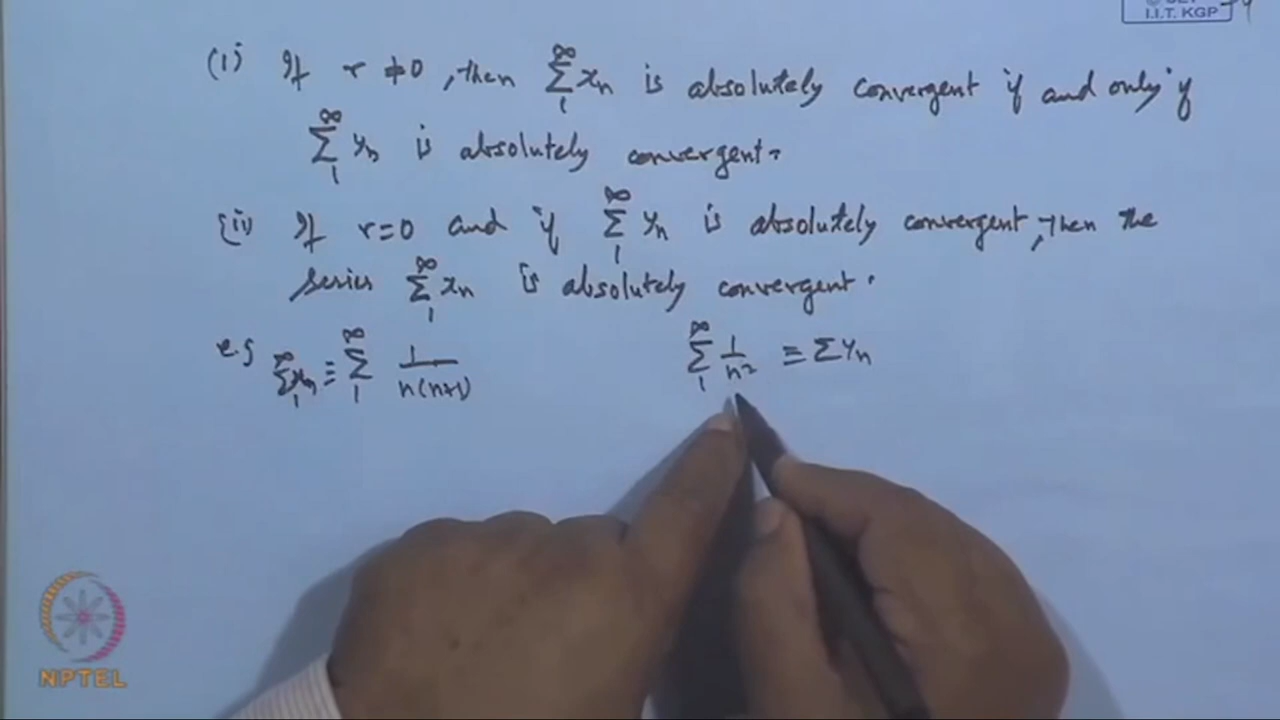 I.I.T. KGP
(i) If r ≠ 0, then ∑₁^∞ xn is absolutely convergent if and only if
∑₁^∞ yn is absolutely convergent.
(ii) If r=0 and if ∑₁^∞ yn is absolutely convergent, then the
series ∑₁^∞ xn is absolutely convergent.
e.g ∑₁^∞ xn ≡ ∑₁^∞ 1/n(n+1) ∑₁^∞ 1/n² ≡ ∑yn
NPTEL